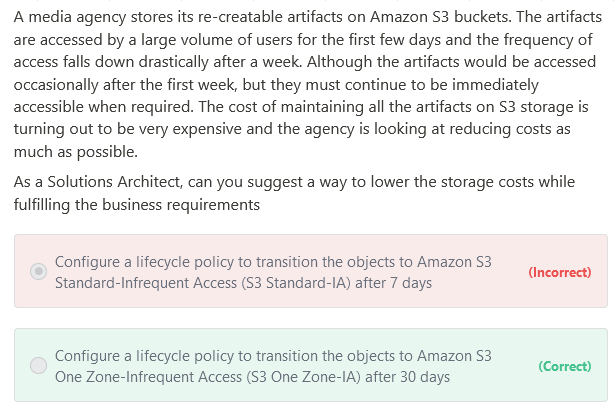 A media agency stores its re-creatable artifacts on Amazon S3 buckets. The artifacts
are accessed by a large volume of users for the first few days and the frequency of
access falls down drastically after a week. Although the artifacts would be accessed
occasionally after the first week, but they must continue to be immediately
accessible when required. The cost of maintaining all the artifacts on S3 storage is
turning out to be very expensive and the agency is looking at reducing costs as
much as possible.
As a Solutions Architect, can you suggest a way to lower the storage costs while
fulfilling the business requirements
Configure a lifecycle policy to transition the objects to Amazon S3
Standard-Infrequent Access (S3 Standard-IA) after 7 days
(Incorrect)
Configure a lifecycle policy to transition the objects to Amazon S3
One Zone-Infrequent Access (S3 One Zone-IA) after 30 days
(Correct)